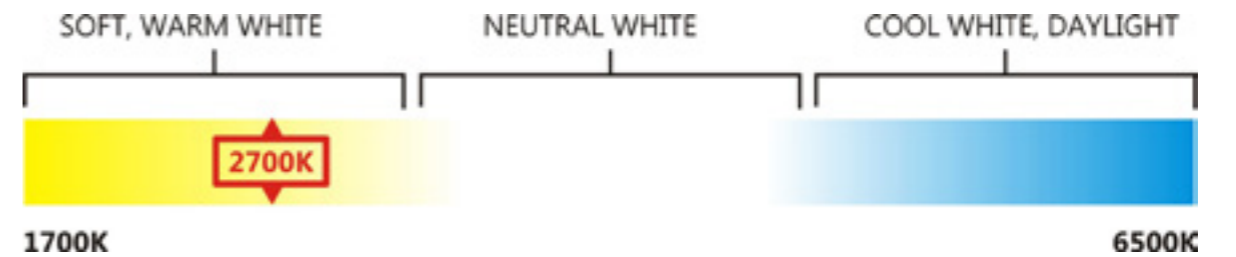 SOFT, WARM WHITE NEUTRAL WHITE COOL WHITE, DAYLIGHT
2700K
1700K 6500K